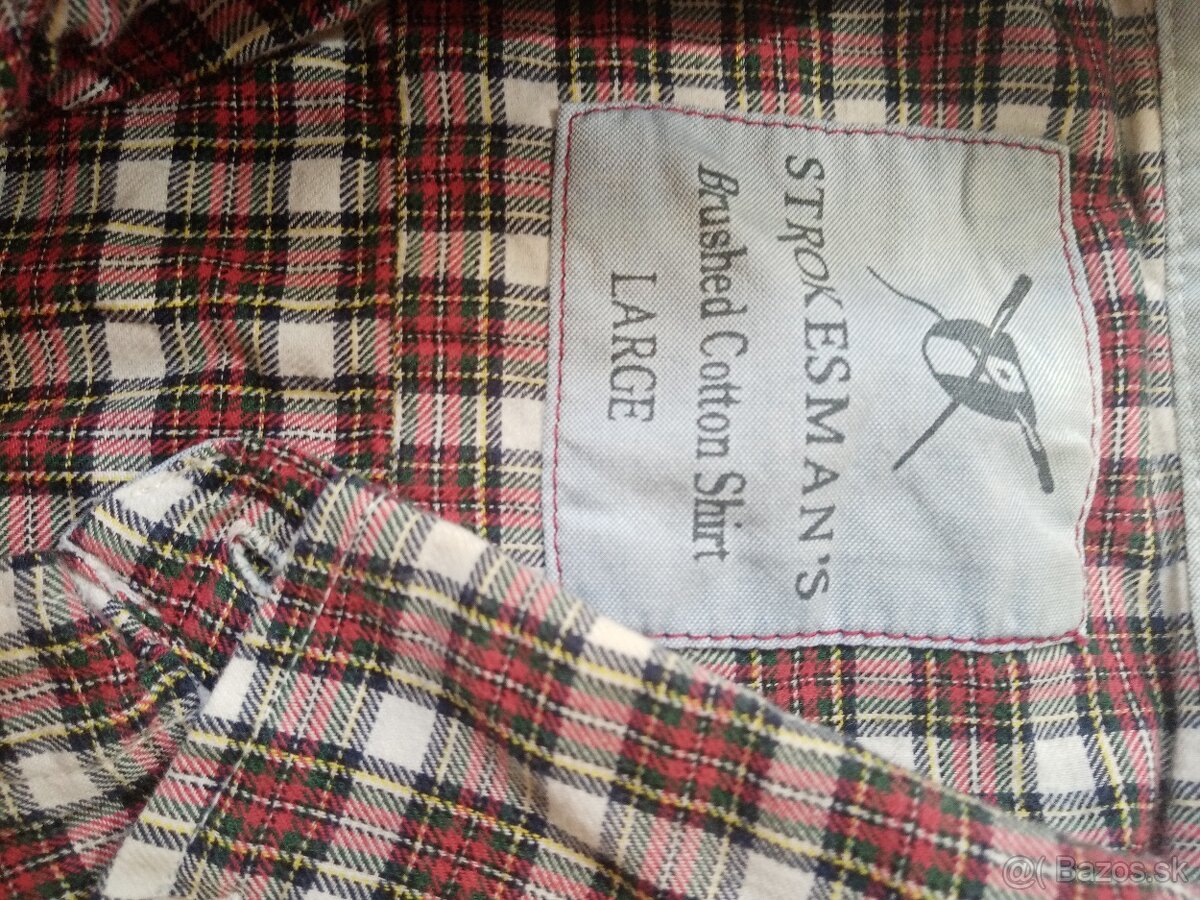 STROKESMAN'S
Brushed Cotton Shirt
LARGE
@( Bazos.sk